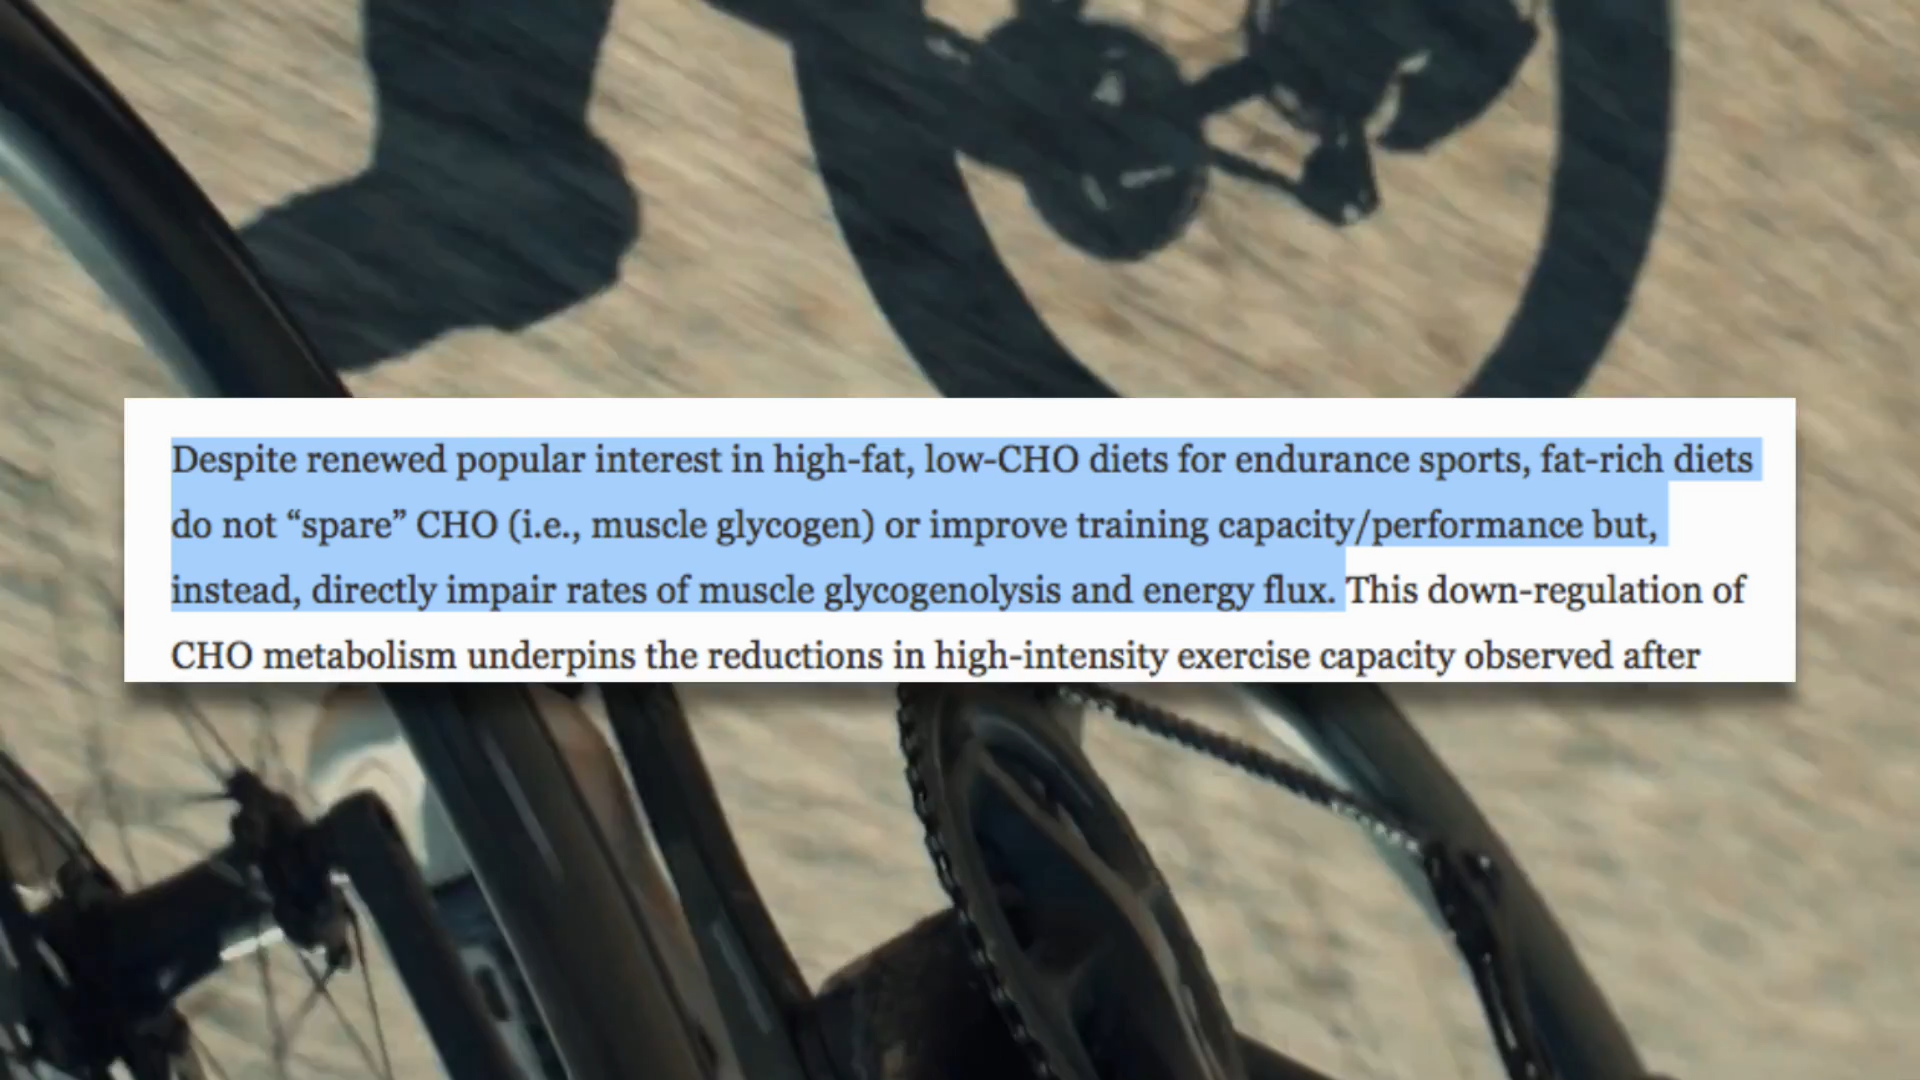 Despite renewed popular interest in high-fat, low-CHO diets for endurance sports, fat-rich diets
do not “spare” CHO (i.e., muscle glycogen) or improve training capacity/performance but,
instead, directly impair rates of muscle glycogenolysis and energy flux. This down-regulation of
CHO metabolism underpins the reductions in high-intensity exercise capacity observed after